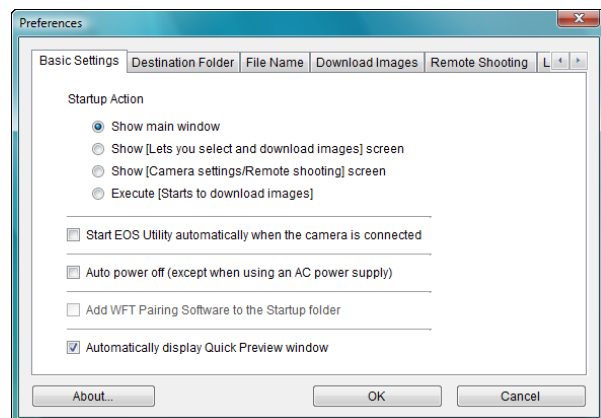 Preferences
Basic Settings Destination Folder File Name Download Images Remote Shooting L
Startup Action
Show main window
Show [Lets you select and download images] screen
Show [Camera settings/Remote shooting] screen
Execute [Starts to download images]
Start EOS Utility automatically when the camera is connected
Auto power off (except when using an AC power supply)
Add WFT Pairing Software to the Startup folder
Automatically display Quick Preview window
About... OK Cancel